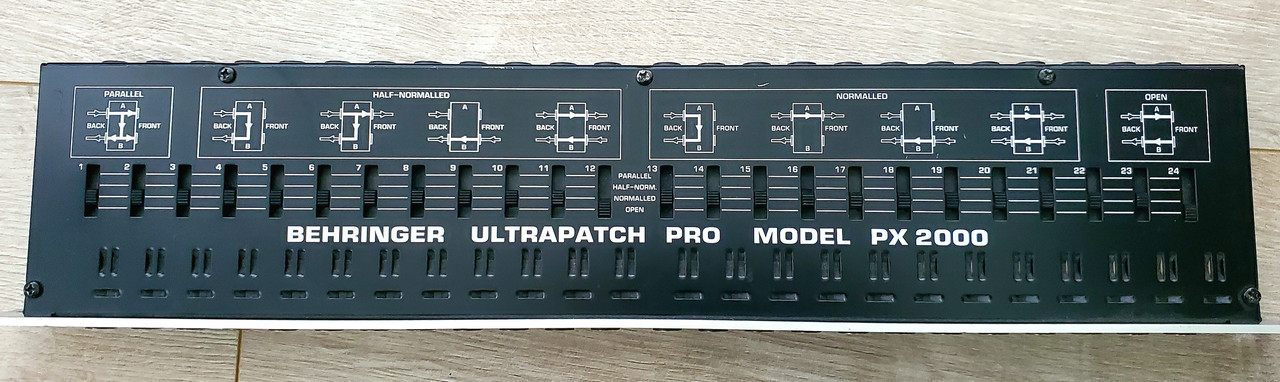 PARALLEL HALF-NORMALLED NORMALLED OPEN
A A A A A A A A A A
BACK FRONT BACK FRONT BACK FRONT BACK FRONT BACK FRONT BACK FRONT BACK FRONT BACK FRONT BACK FRONT BACK FRONT
B B B B B B B B B B
1 2 3 4 5 6 7 8 9 10 11 12 13 14 15 16 17 18 19 20 21 22 23 24
PARALLEL
HALF-NORM.
NORMALLED
OPEN
BEHRINGER ULTRAPATCH PRO MODEL PX 2000